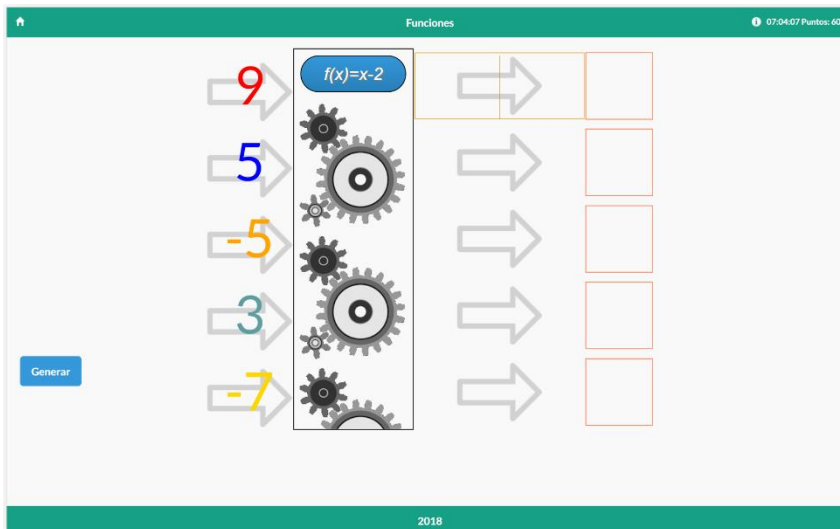 Funciones
07:04:07 Puntos: 60
9
f(x)=x-2
5
-5
3
Generar
-7
2018